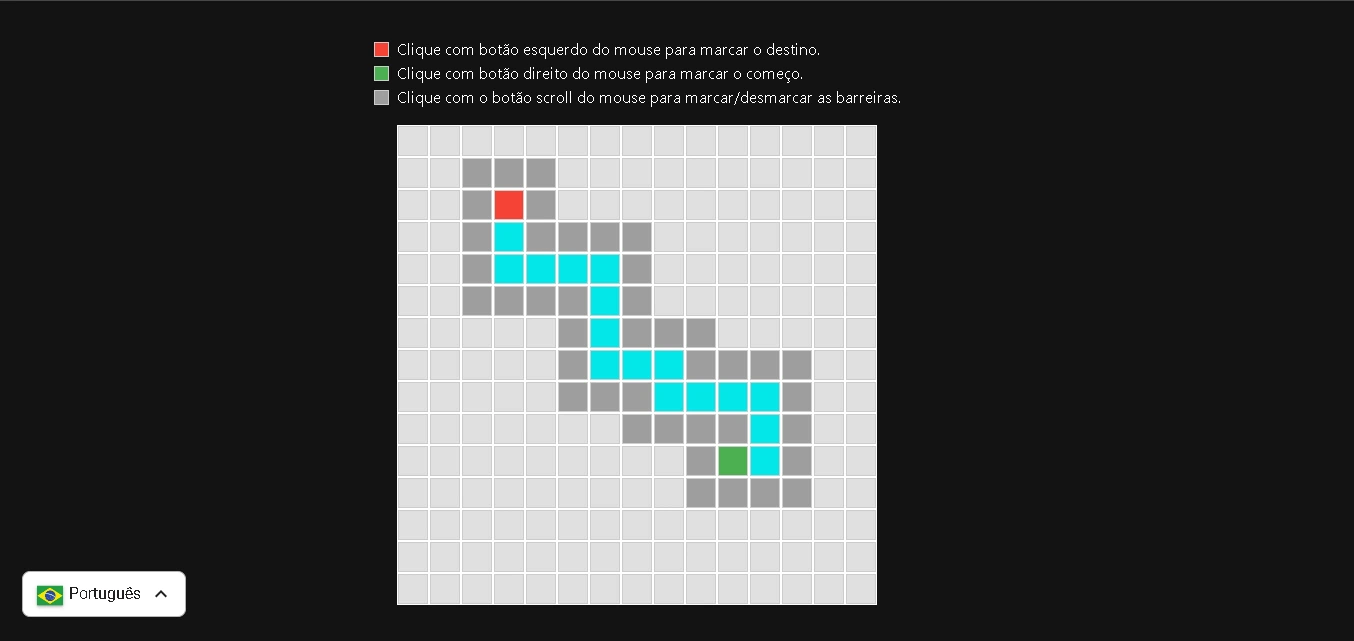 Clique com botão esquerdo do mouse para marcar o destino.
Clique com botão direito do mouse para marcar o começo.
Clique com o botão scroll do mouse para marcar/desmarcar as barreiras.
Português